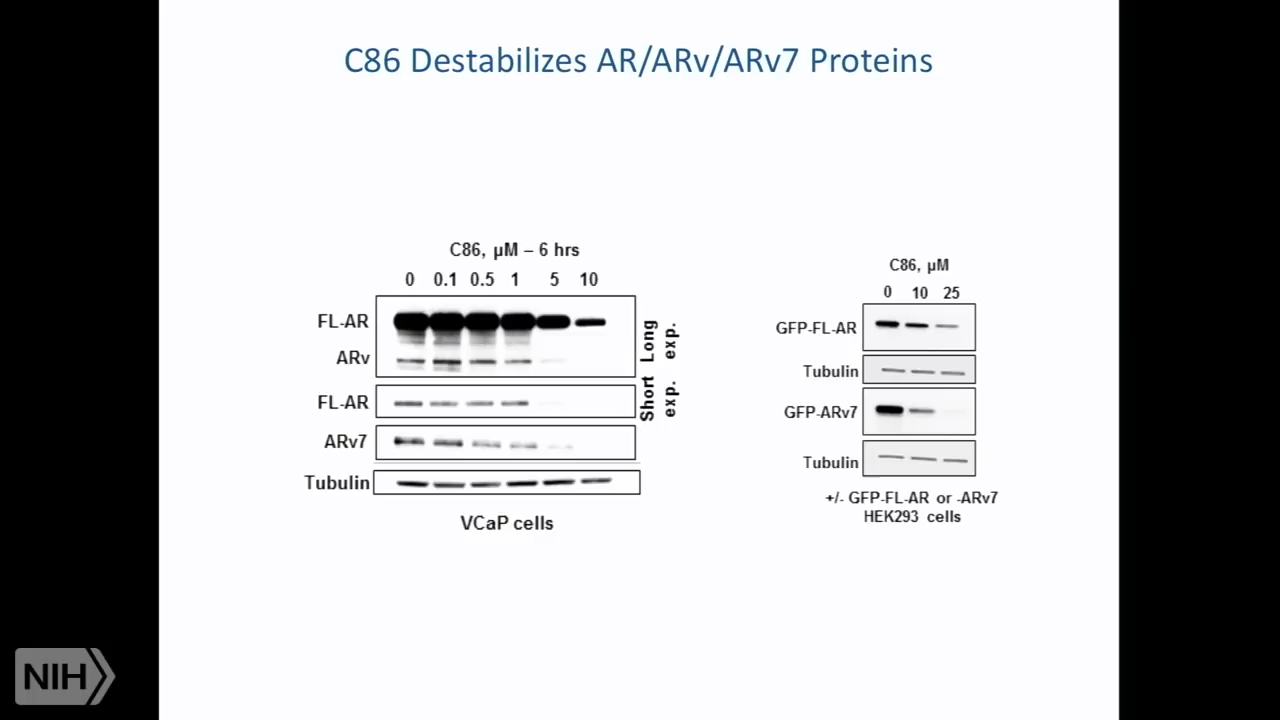 C86 Destabilizes AR/ARv/ARv7 Proteins
C86, µM – 6 hrs
0 0.1 0.5 1 5 10
FL-AR
ARv
Long exp.
FL-AR
Short exp.
ARv7
Tubulin
VCaP cells
C86, µM
0 10 25
GFP-FL-AR
Tubulin
GFP-ARv7
Tubulin
+/- GFP-FL-AR or -ARv7
HEK293 cells
NIH